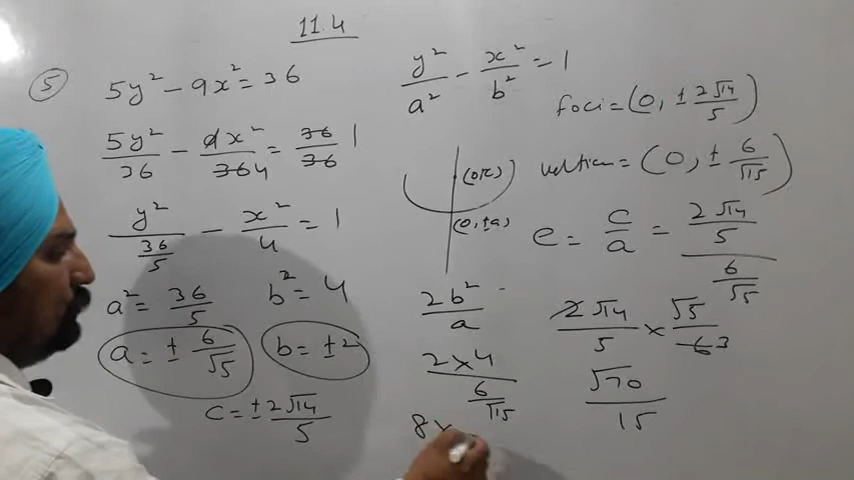 11.4
5
5y² - 9x² = 36
5y²/36 - 9x²/36 4 = 36/36 1
y²/(36/5) - x²/4 = 1
a² = 36/5 b² = 4
a = ± 6/√5 b = ± 2
c = ± 2√14/5
y²/a² - x²/b² = 1
(0,±a)
2b²/a
2×4/(6/√5)
8×
foci = (0, ± 2√14/5)
= (0, ± 6/√5)
e = c/a = (2√14/5)/(6/√5)
2√14/5 × √5/6 3
√70/15